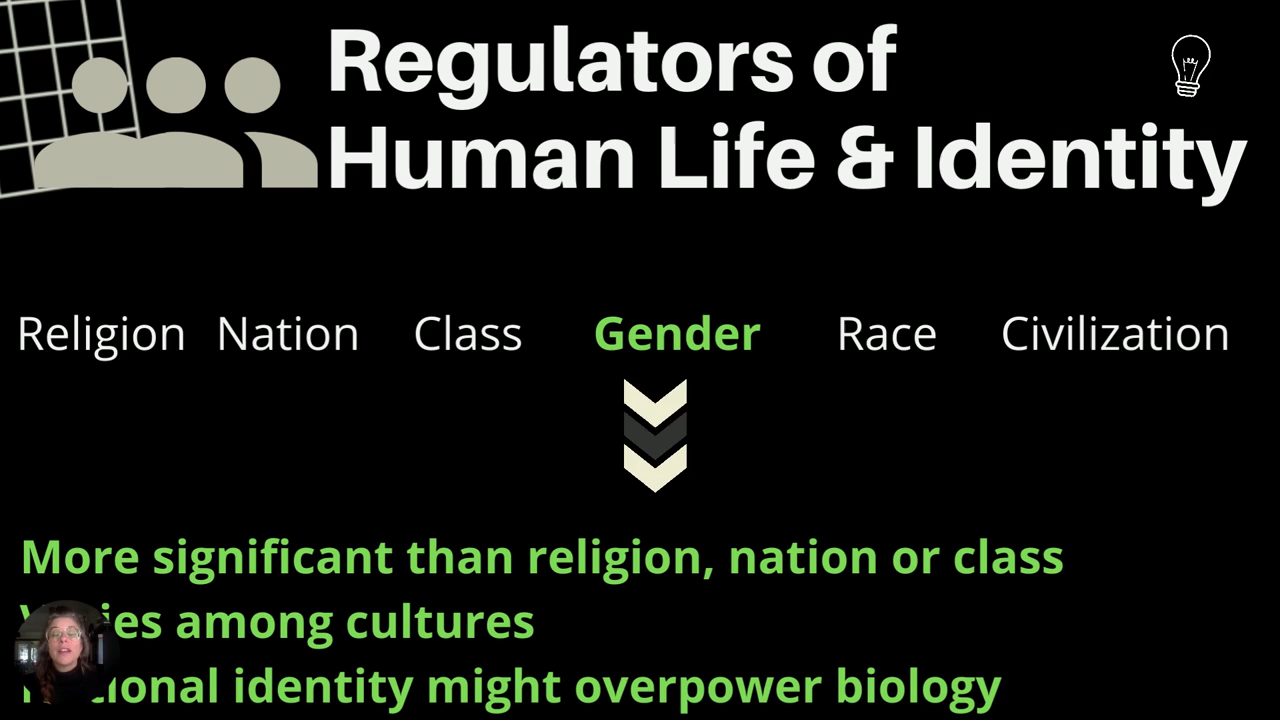 Regulators of
Human Life & Identity
Religion Nation Class Gender Race Civilization
More significant than religion, nation or class
among cultures
identity might overpower biology